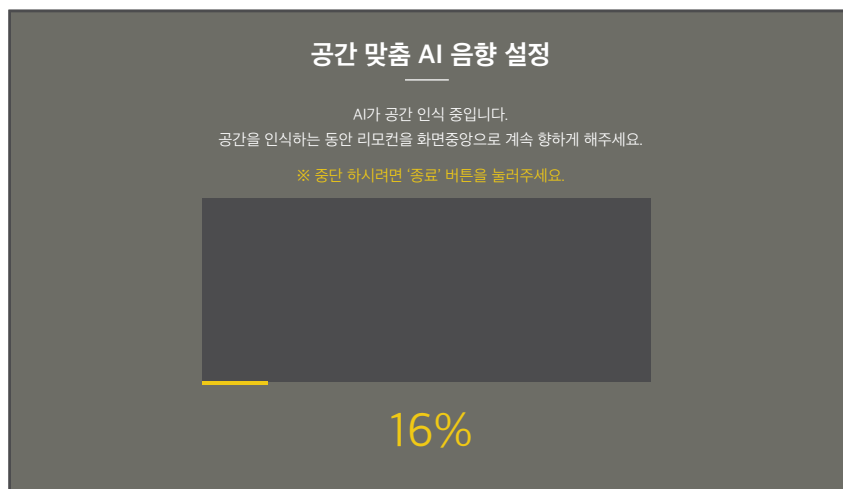 공간 맞춤 AI 음향 설정
AI가 공간 인식 중입니다.
공간을 인식하는 동안 리모컨을 화면중앙으로 계속 향하게 해주세요.
※ 중단 하시려면 ‘종료’ 버튼을 눌러주세요.
16%